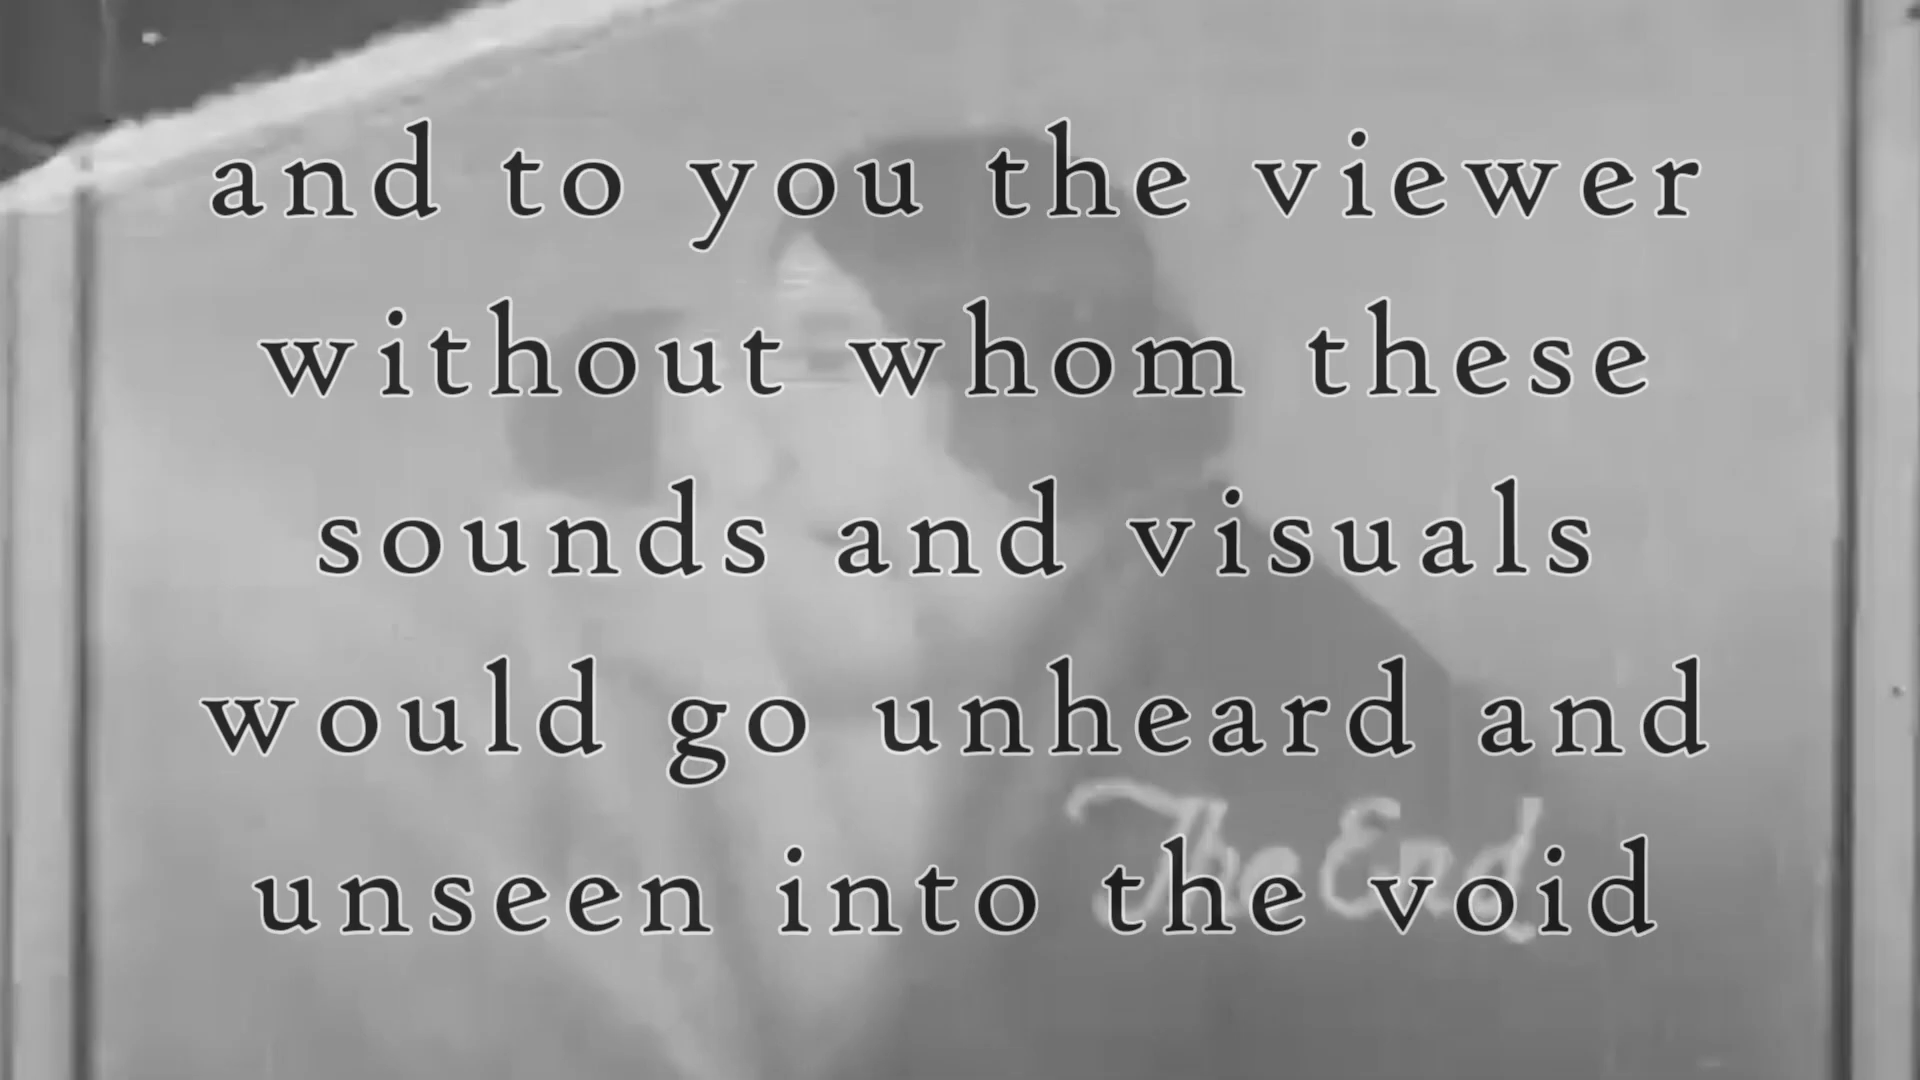 and to you the viewer
without whom these
sounds and visuals
would go unheard and
unseen into the void
The End